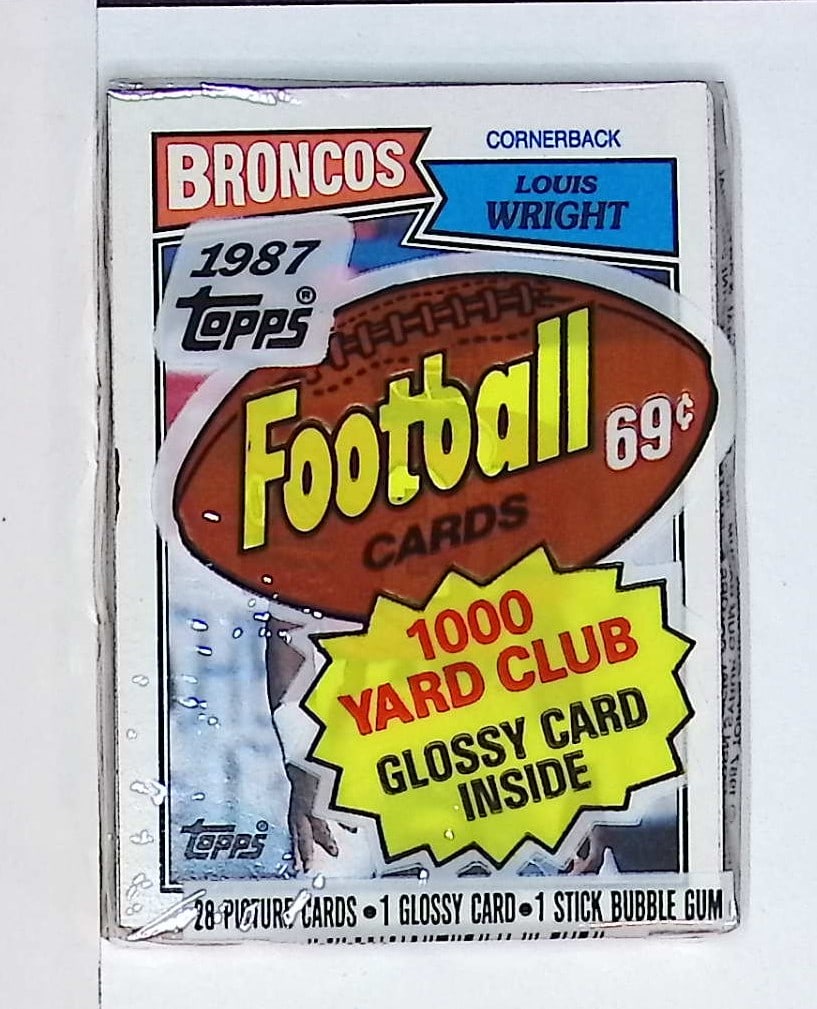 BRONCOS
CORNERBACK
LOUIS
WRIGHT
1987
TOPPS®
Football
69¢
CARDS
1000
YARD CLUB
GLOSSY CARD
INSIDE
TOPPS®
28 PICTURE CARDS • 1 GLOSSY CARD • 1 STICK BUBBLE GUM